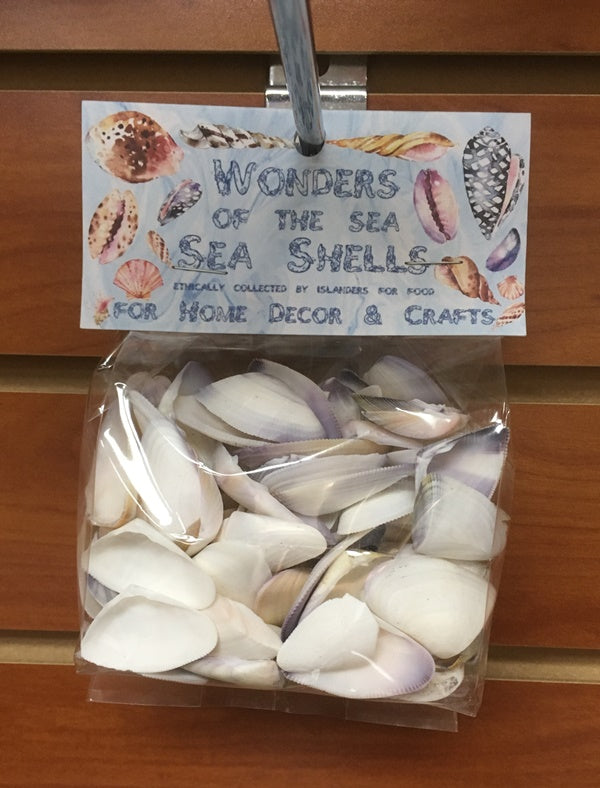 WONDERS
OF THE SEA
SEA SHELLS
ETHICALLY COLLECTED BY ISLANDERS FOR FOOD
FOR HOME DECOR & CRAFTS